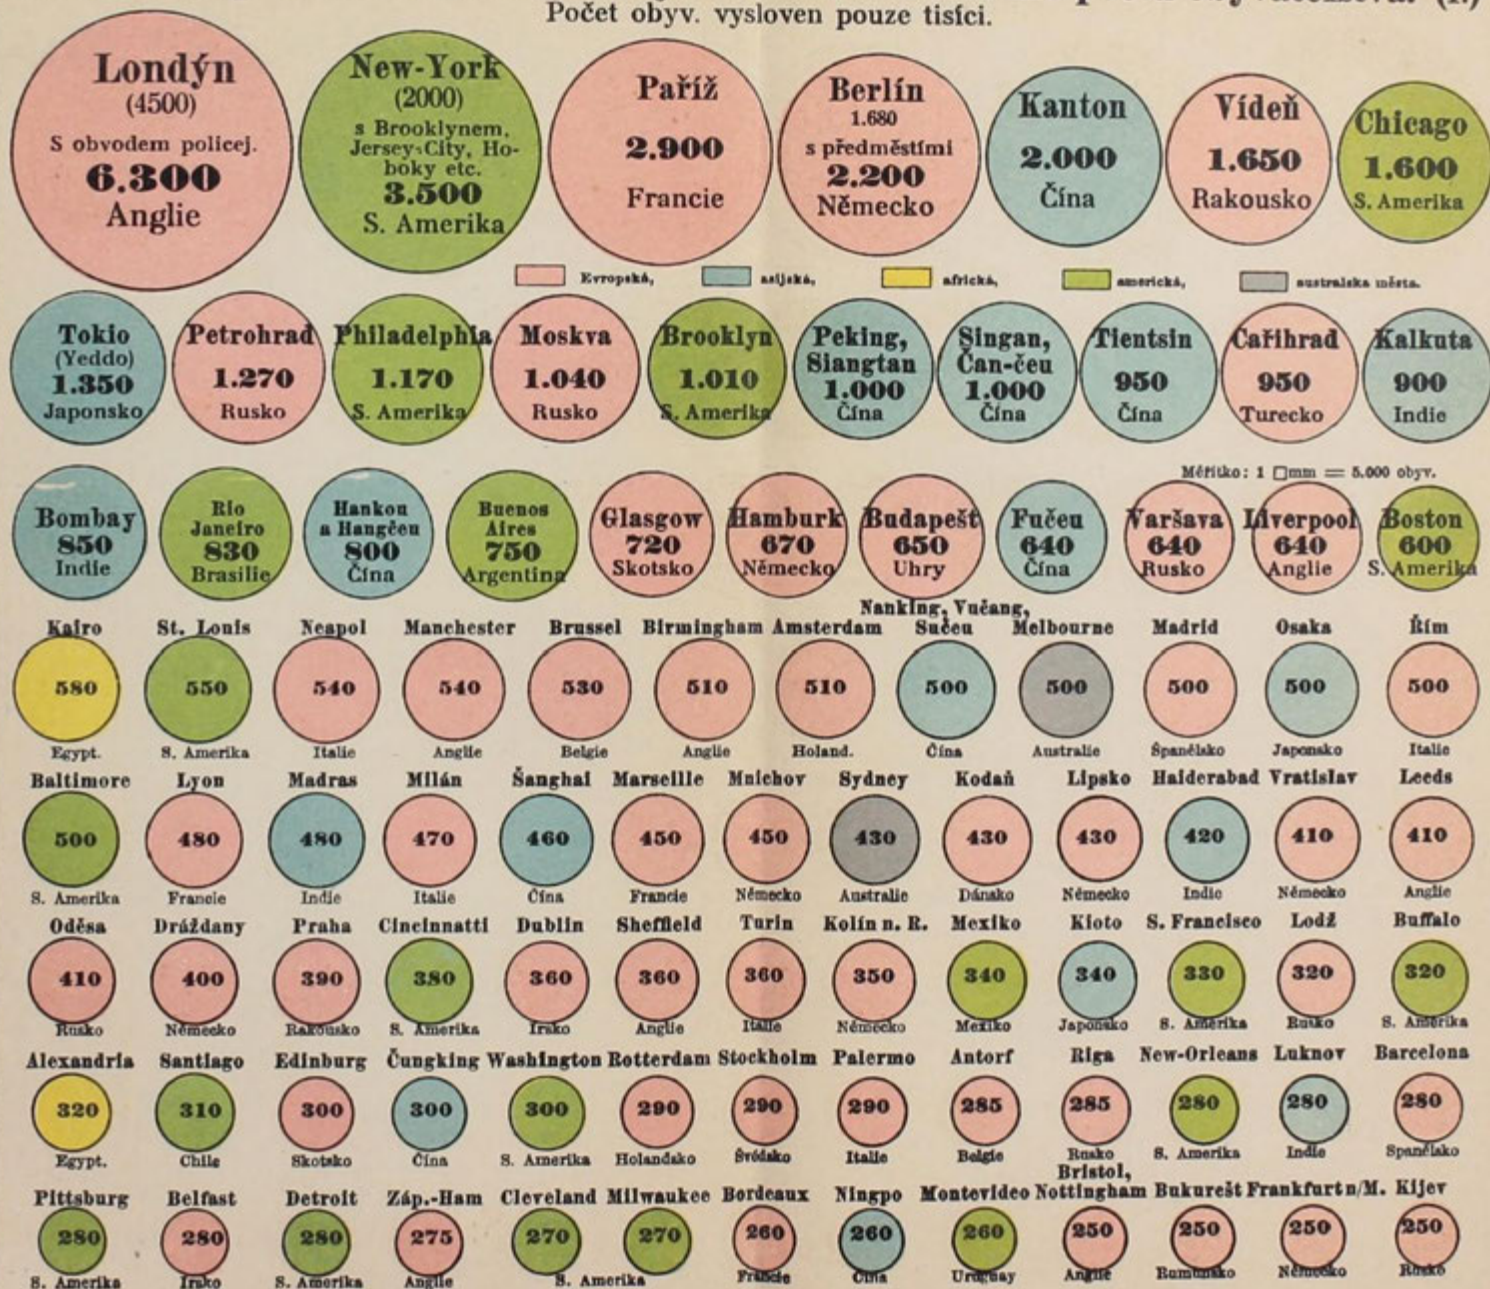 Počet obyv. vysloven pouze tisíci.
Londýn
(4500)
S obvodem policej.
6.300
Anglie
New-York
(2000)
s Brooklynem,
Jersey-City, Ho-
boky etc.
3.500
S. Amerika
Paříž
2.900
Francie
Berlín
1.680
s předměstími
2.200
Německo
Kanton
2.000
Čína
Vídeň
1.650
Rakousko
Chicago
1.600
S. Amerika
Evropská, asijská, africká, americká, australska města.
Tokio
(Yeddo)
1.350
Japonsko
Petrohrad
1.270
Rusko
Philadelphia
1.170
S. Amerika
Moskva
1.040
Rusko
Brooklyn
1.010
S. Amerika
Peking,
Siangtan
1.000
Čína
Singan,
Čan-čeu
1.000
Čína
Tientsin
950
Čína
Cařihrad
950
Turecko
Kalkuta
900
Indie
Měřítko: 1 □mm = 5.000 obyv.
Bombay
850
Indie
Rio
Janeiro
830
Brasilie
Hankou
a Hangčeu
800
Čína
Buenos
Aires
750
Argentina
Glasgow
720
Skotsko
Hamburk
670
Německo
Budapešt
650
Uhry
Fučeu
640
Čína
Varšava
640
Rusko
Liverpool
640
Anglie
Boston
600
S. Amerika
Nanking, Vučang,
Kairo St. Louis Neapol Manchester Brussel Birmingham Amsterdam Sučeu Melbourne Madrid Osaka Řím
580 550 540 540 530 510 510 500 500 500 500 500
Egypt. S. Amerika Italie Anglie Belgie Anglie Holand. Čína Australie Španělsko Japonsko Italie
Baltimore Lyon Madras Milán Šanghai Marseille Mnichov Sydney Kodaň Lipsko Haiderabad Vratislav Leeds
500 480 480 470 460 450 450 430 430 430 420 410 410
S. Amerika Francie Indie Italie Čína Francie Německo Australie Dánsko Německo Indie Německo Anglie
Oděsa Dráždany Praha Cincinnatti Dublin Sheffield Turin Kolín n. R. Mexiko Kioto S. Francisco Lodž Buffalo
410 400 390 380 360 360 360 350 340 340 330 320 320
Rusko Německo Rakousko S. Amerika Irsko Anglie Italie Německo Mexiko Japonsko S. Amerika Rusko S. Amerika
Alexandria Santiago Edinburg Čungking Washington Rotterdam Stockholm Palermo Antorf Riga New-Orleans Luknov Barcelona
320 310 300 300 300 290 290 290 285 285 280 280 280
Egypt. Chile Skotsko Čína S. Amerika Holandsko Švédsko Italie Belgie Rusko S. Amerika Indie Španělsko
Bristol,
Pittsburg Belfast Detroit Záp.-Ham Cleveland Milwaukee Bordeaux Ningpo Montevideo Nottingham Bukurešt Frankfurt n/M. Kijev
280 280 280 275 270 270 260 260 260 250 250 250 250
S. Amerika Irsko S. Amerika Anglie S. Amerika Francie Čína Uruguay Anglie Rumunsko Německo Rusko